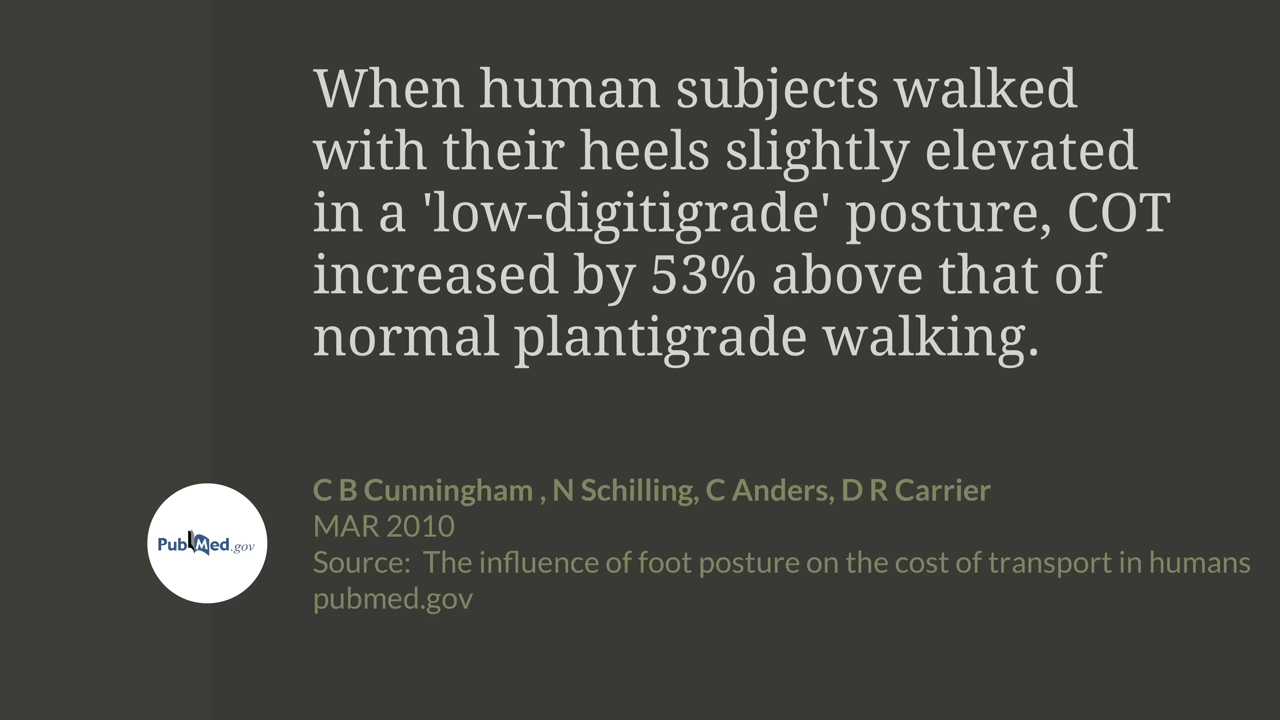 When human subjects walked
with their heels slightly elevated
in a 'low-digitigrade' posture, COT
increased by 53% above that of
normal plantigrade walking.
C B Cunningham , N Schilling, C Anders, D R Carrier
MAR 2010
Source:  The influence of foot posture on the cost of transport in humans
pubmed.gov
PubMed.gov